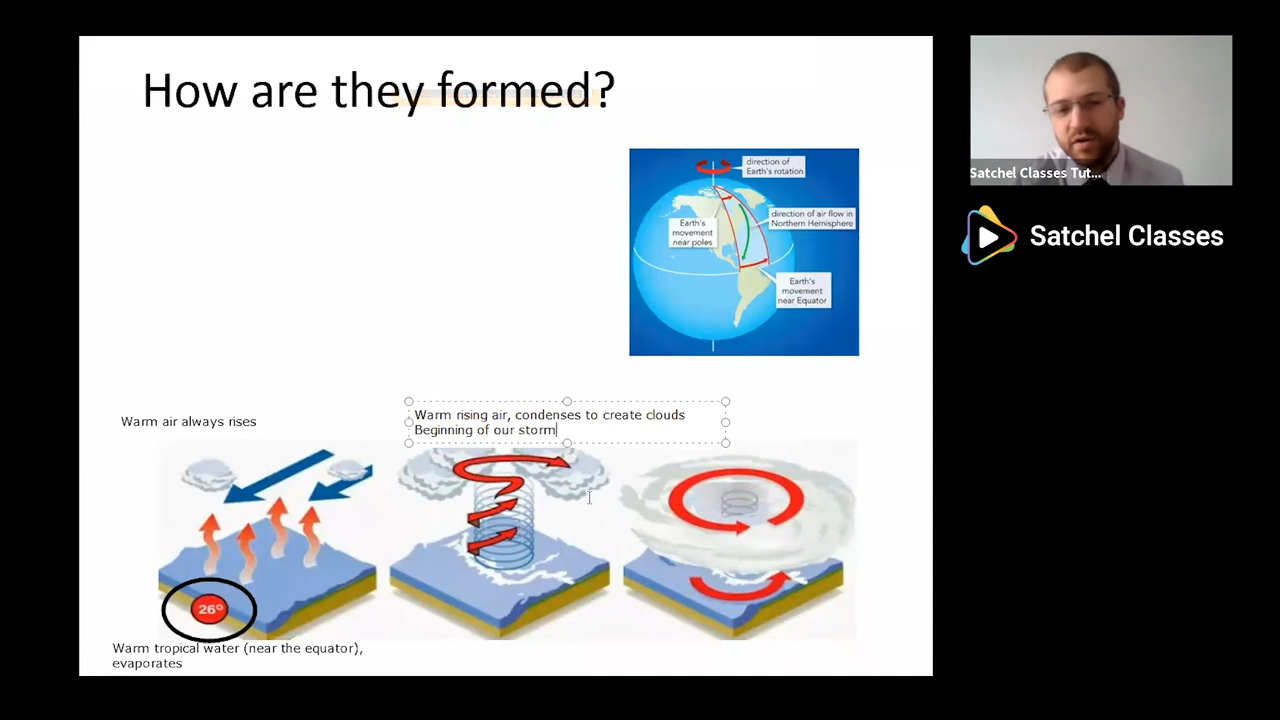 How are they formed?
Satchel Classes Tut...
Satchel Classes
direction of
Earth's rotation
direction of air flow in
Northern Hemisphere
Earth's
movement
near poles
Earth's
movement
near Equator
Warm air always rises
Warm rising air, condenses to create clouds
Beginning of our storm
26°
Warm tropical water (near the equator),
evaporates